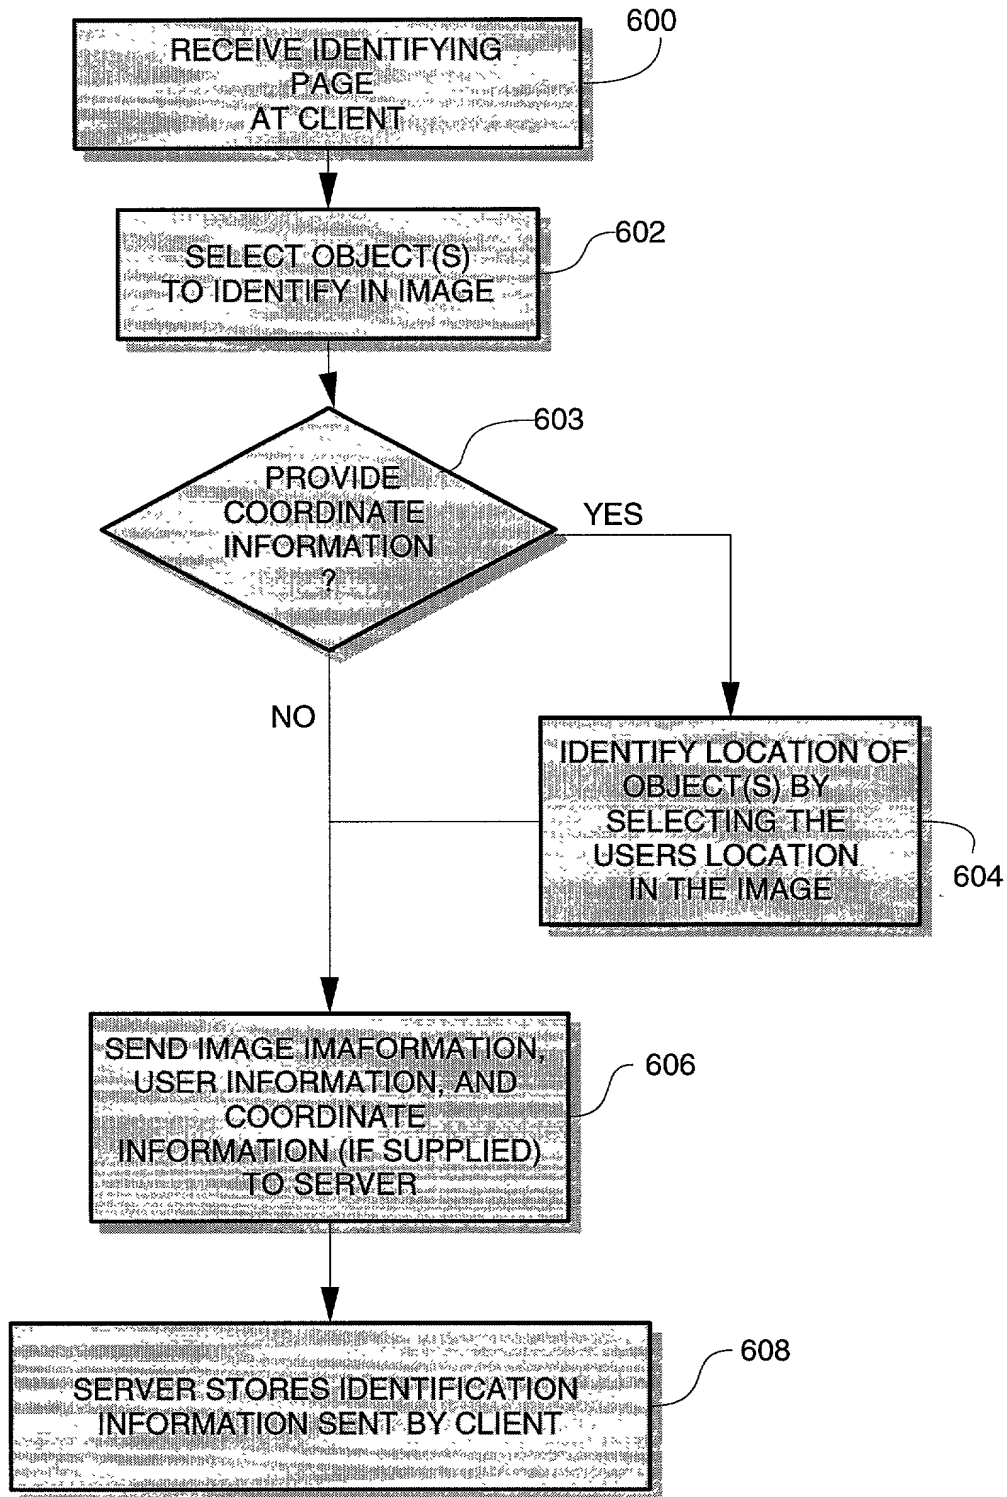 600
RECEIVE IDENTIFYING
PAGE
AT CLIENT
602
SELECT OBJECT(S)
TO IDENTIFY IN IMAGE
603
PROVIDE
COORDINATE
INFORMATION
?
YES
NO
IDENTIFY LOCATION OF
OBJECT(S) BY
SELECTING THE
USERS LOCATION
IN THE IMAGE
604
SEND IMAGE IMAFORMATION,
USER INFORMATION, AND
COORDINATE
INFORMATION (IF SUPPLIED)
TO SERVER
606
SERVER STORES IDENTIFICATION
INFORMATION SENT BY CLIENT
608